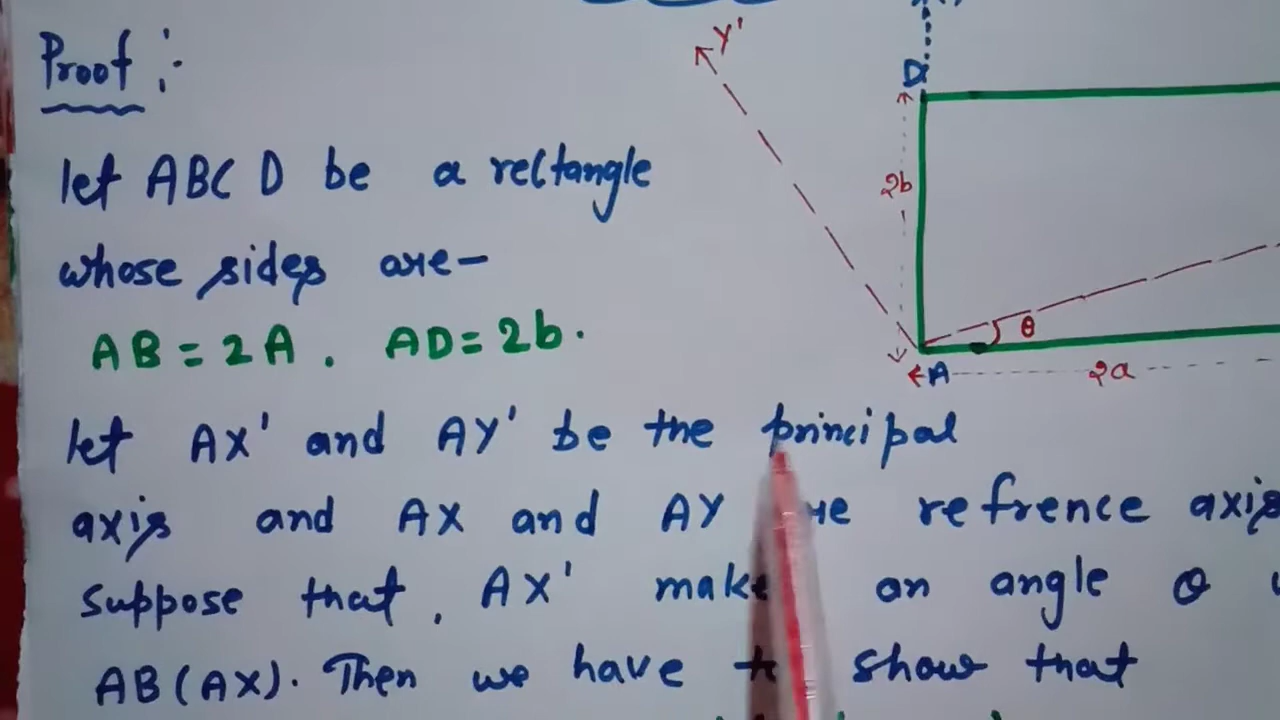 Proof :-
Y'
D
let ABCD be a rectangle
2b
whose sides are-
AB = 2A . AD = 2b.
θ
A
2a
let AX' and AY' be the principal
axis and AX and AY refrence axis
suppose that, AX' make an angle θ
AB(AX). Then we have show that